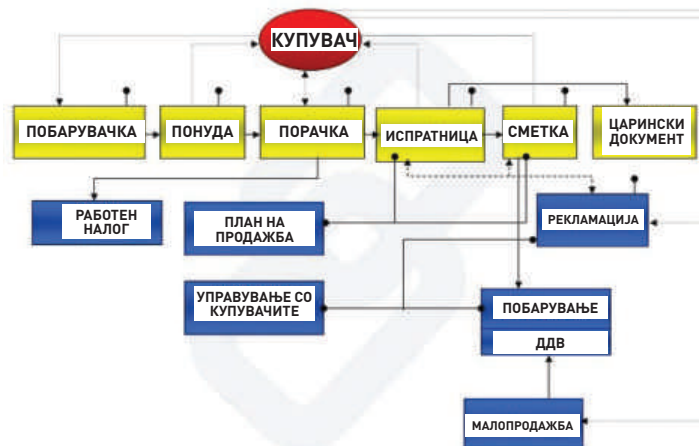 КУПУВАЧ
ПОБАРУВАЧКА
ПОНУДА
ПОРАЧКА
ИСПРАТНИЦА
СМЕТКА
ЦАРИНСКИ
ДОКУМЕНТ
РАБОТЕН
НАЛОГ
ПЛАН НА
ПРОДАЖБА
РЕКЛАМАЦИЈА
УПРАВУВАЊЕ СО
КУПУВАЧИТЕ
ПОБАРУВАЊЕ
ДДВ
МАЛОПРОДАЖБА